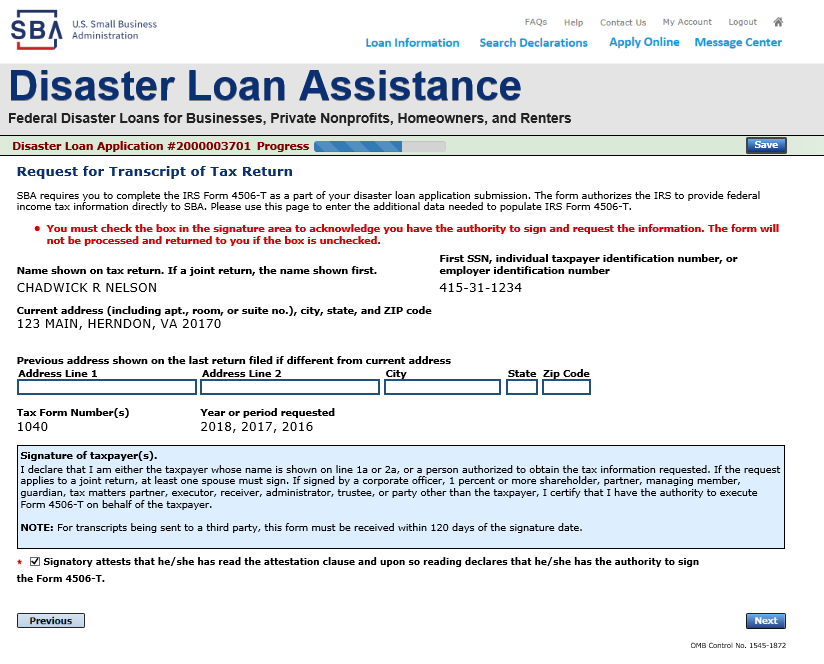 SBA
U.S. Small Business
Administration
FAQs Help Contact Us My Account Logout
Loan Information Search Declarations Apply Online Message Center
Disaster Loan Assistance
Federal Disaster Loans for Businesses, Private Nonprofits, Homeowners, and Renters
Disaster Loan Application #2000003701 Progress Save
Request for Transcript of Tax Return
SBA requires you to complete the IRS Form 4506-T as a part of your disaster loan application submission. The form authorizes the IRS to provide federal
income tax information directly to SBA. Please use this page to enter the additional data needed to populate IRS Form 4506-T.
• You must check the box in the signature area to acknowledge you have the authority to sign and request the information. The form will
not be processed and returned to you if the box is unchecked.
Name shown on tax return. If a joint return, the name shown first.
CHADWICK R NELSON
First SSN, individual taxpayer identification number, or
employer identification number
415-31-1234
Current address (including apt., room, or suite no.), city, state, and ZIP code
123 MAIN, HERNDON, VA 20170
Previous address shown on the last return filed if different from current address
Address Line 1 Address Line 2 City State Zip Code
Tax Form Number(s) Year or period requested
1040 2018, 2017, 2016
Signature of taxpayer(s).
I declare that I am either the taxpayer whose name is shown on line 1a or 2a, or a person authorized to obtain the tax information requested. If the request
applies to a joint return, at least one spouse must sign. If signed by a corporate officer, 1 percent or more shareholder, partner, managing member,
guardian, tax matters partner, executor, receiver, administrator, trustee, or party other than the taxpayer, I certify that I have the authority to execute
Form 4506-T on behalf of the taxpayer.
NOTE: For transcripts being sent to a third party, this form must be received within 120 days of the signature date.
* Signatory attests that he/she has read the attestation clause and upon so reading declares that he/she has the authority to sign
the Form 4506-T.
Previous Next
OMB Control No. 1545-1872